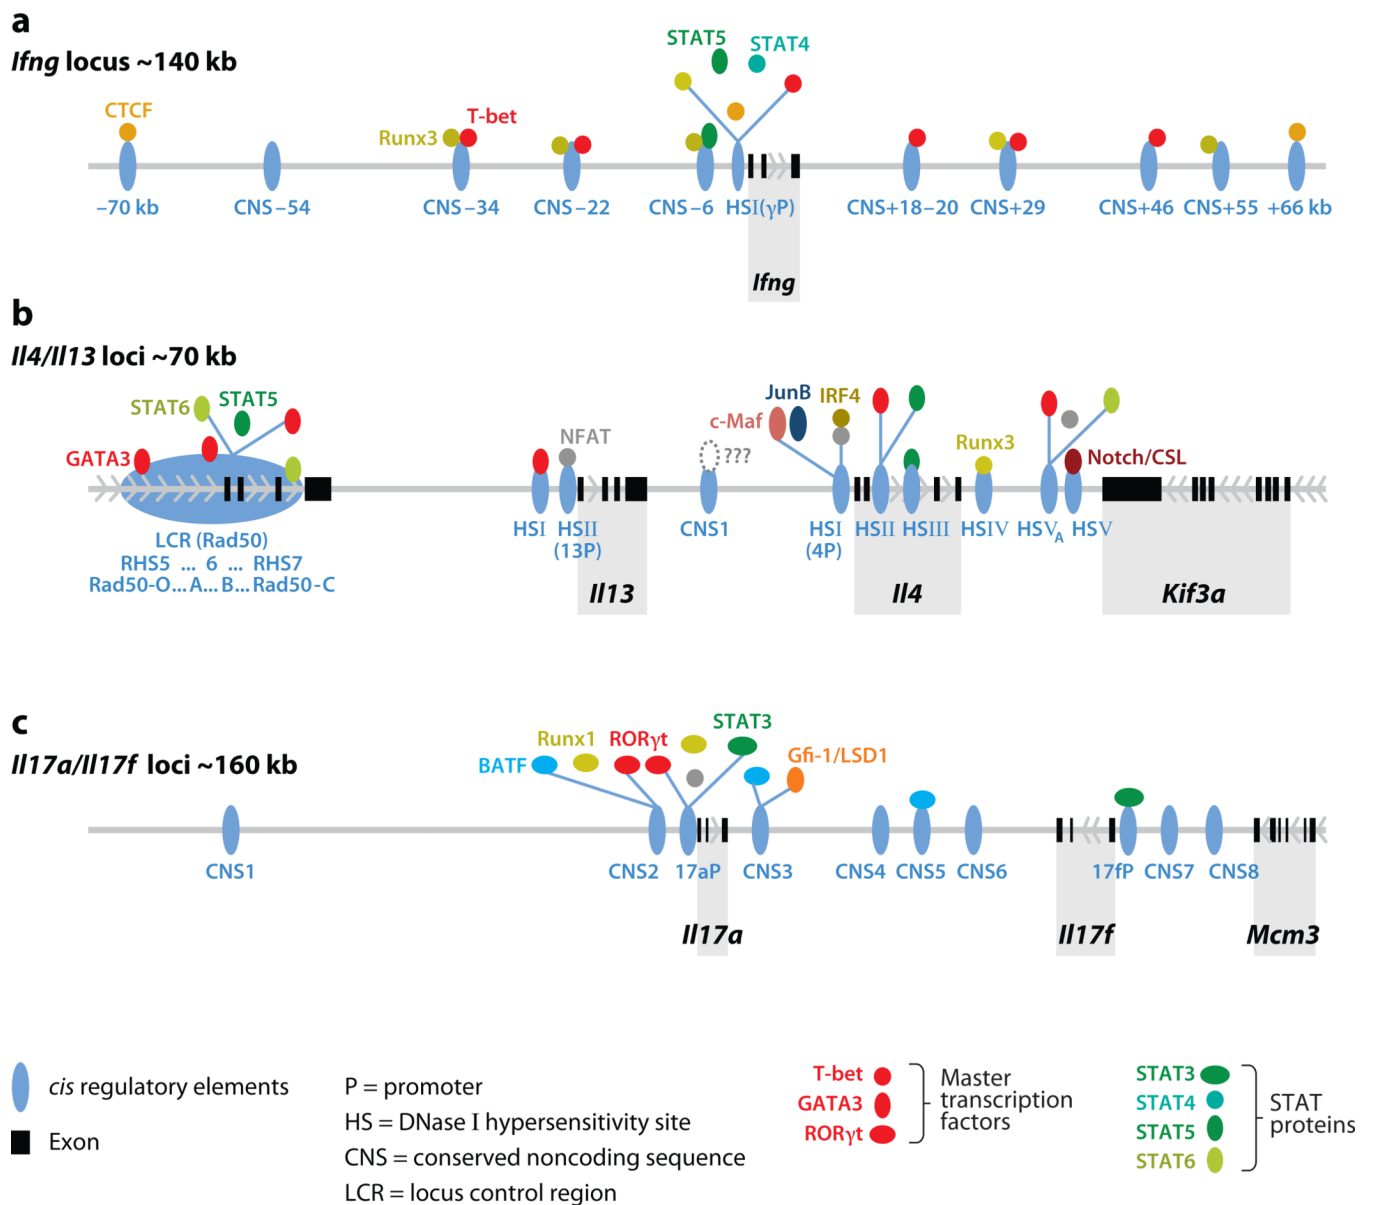 a
Ifng locus ~140 kb
STAT5 STAT4
CTCF
T-bet
Runx3
–70 kb CNS–54 CNS–34 CNS–22 CNS–6 HSI(γP) CNS+18–20 CNS+29 CNS+46 CNS+55 +66 kb
Ifng
b
Il4/Il13 loci ~70 kb
STAT6 STAT5 JunB IRF4
c-Maf
GATA3 NFAT ??? Runx3 Notch/CSL
HSI HSII CNS1 HSI HSII HSIII HSIV HSVA HSV
(13P) (4P)
LCR (Rad50)
RHS5 ... 6 ... RHS7
Rad50-O...A...B...Rad50-C
Il13 Il4 Kif3a
c
Il17a/Il17f loci ~160 kb
STAT3
Runx1 RORγt
BATF Gfi-1/LSD1
CNS1 CNS2 17aP CNS3 CNS4 CNS5 CNS6 17fP CNS7 CNS8
Il17a Il17f Mcm3
cis regulatory elements
Exon
P = promoter
HS = DNase I hypersensitivity site
CNS = conserved noncoding sequence
LCR = locus control region
T-bet
GATA3
RORγt
Master
transcription
factors
STAT3
STAT4
STAT5
STAT6
STAT
proteins